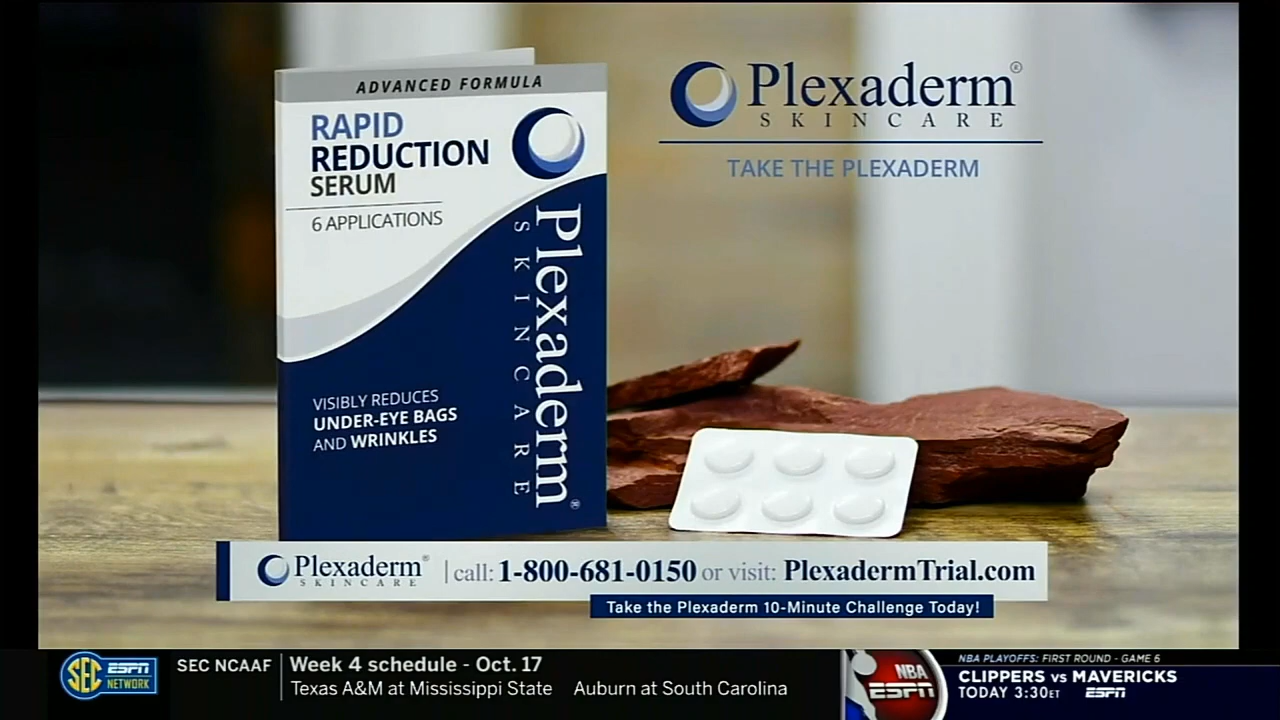 ADVANCED FORMULA
RAPID
REDUCTION
SERUM
6 APPLICATIONS
Plexaderm
SKINCARE
VISIBLY REDUCES
UNDER-EYE BAGS
AND WRINKLES
Plexaderm®
SKINCARE
TAKE THE PLEXADERM
Plexaderm® | call: 1-800-681-0150 or visit: PlexadermTrial.com
SKINCARE
Take the Plexaderm 10-Minute Challenge Today!
SEC ESPN NETWORK
SEC NCAAF
Week 4 schedule - Oct. 17
Texas A&M at Mississippi State Auburn at South Carolina
NBA
ESPN
NBA PLAYOFFS: FIRST ROUND - GAME 6
CLIPPERS vs MAVERICKS
TODAY 3:30ET ESPN